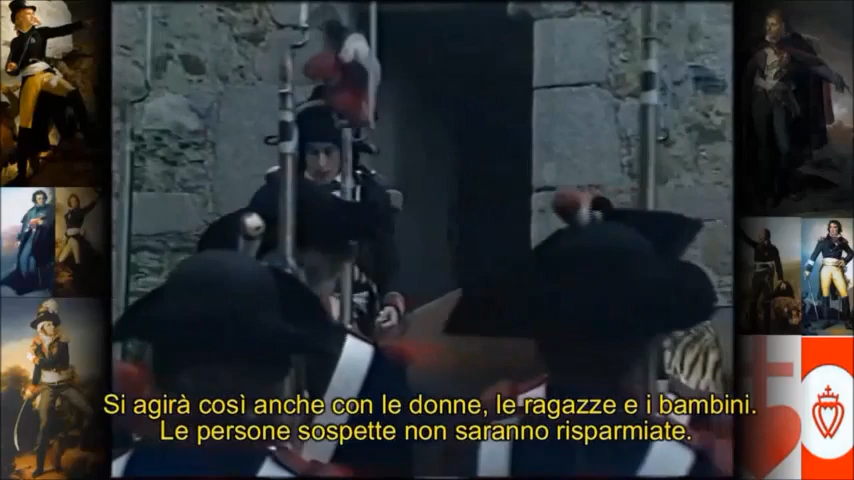 Si agirà così anche con le donne, le ragazze e i bambini.
Le persone sospette non saranno risparmiate.